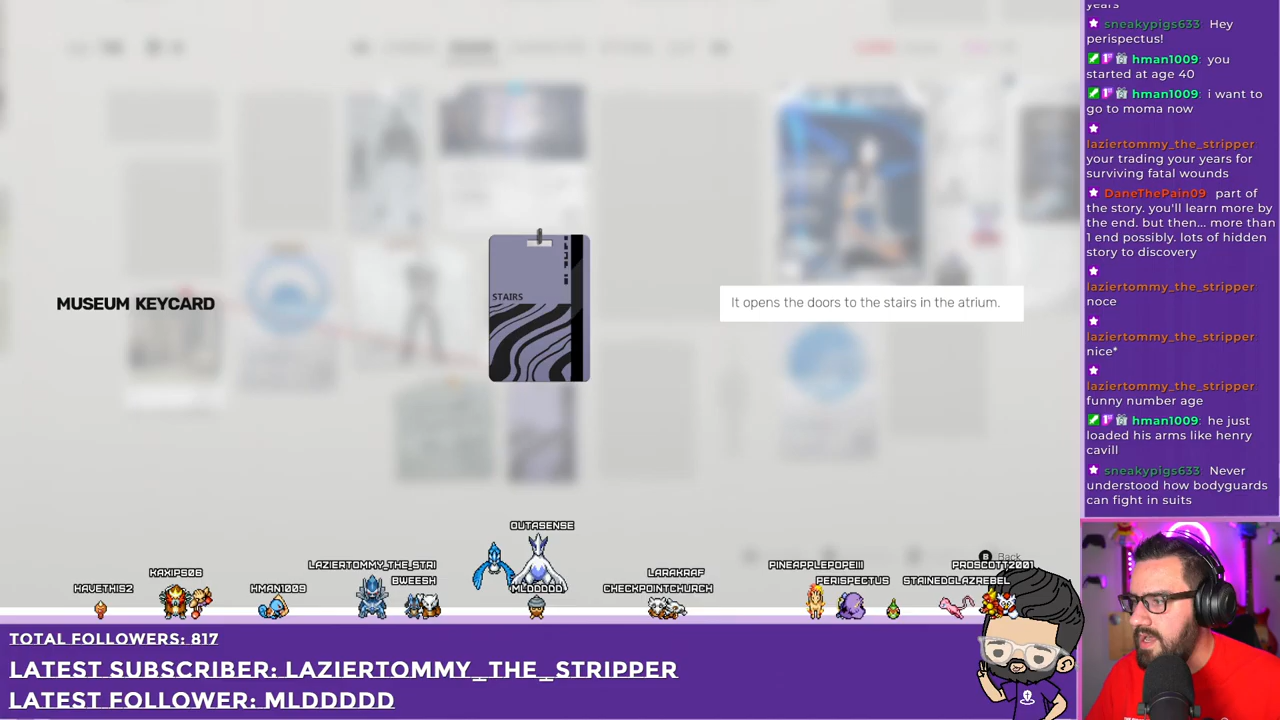 years
sneakypigs633 Hey
perispectus!
hman1009: you
started at age 40
hman1009: i want to
go to moma now
laziertommy_the_stripper:
your trading your years for
surviving fatal wounds
DaneThePain09 part of
the story. you'll learn more by
the end. but then... more than
1 end possibly. lots of hidden
story to discovery
laziertommy_the_stripper:
noce
laziertommy_the_stripper:
nice*
laziertommy_the_stripper:
funny number age
hman1009: he just
loaded his arms like henry
cavill
sneakypigs633 Never
understood how bodyguards
can fight in suits
STAIRS
MUSEUM KEYCARD
It opens the doors to the stairs in the atrium.
B Back
OUTASENSE
LAZIERTOMMY_THE_STRI
PINEAPPLEPOPEIII
PROSCOTT2001
KAXIPS06
BWEESH
LARAKRAF
PERISPECTUS
STAINEDGLAZREBEL
HAVETHIS2
HMAN1009
MLDDDDD
CHECKPOINTCHURCH
TOTAL FOLLOWERS: 817
LATEST SUBSCRIBER: LAZIERTOMMY_THE_STRIPPER
LATEST FOLLOWER: MLDDDDD